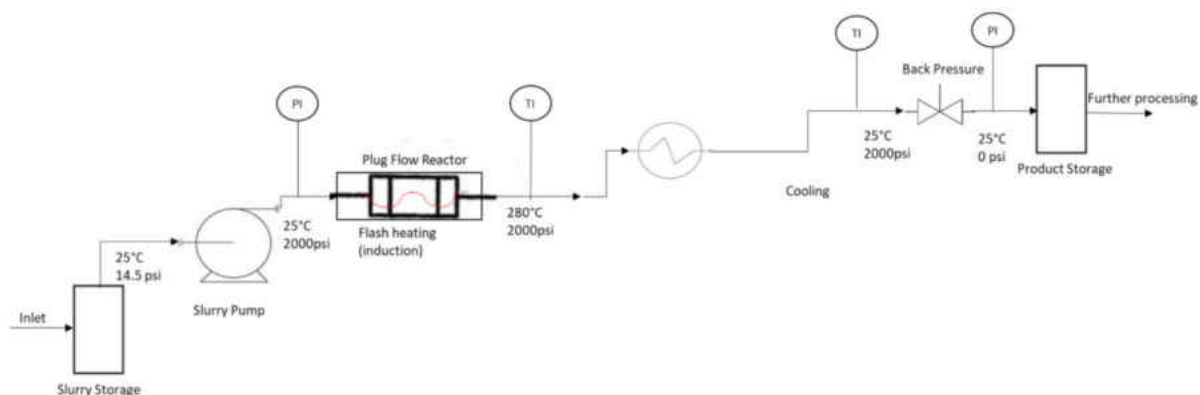 Inlet
Slurry Storage
25°C
14.5 psi
Slurry Pump
PI
25°C
2000psi
Plug Flow Reactor
Flash heating
(induction)
TI
280°C
2000psi
Cooling
TI
25°C
2000psi
Back Pressure
PI
25°C
0 psi
Product Storage
Further processing